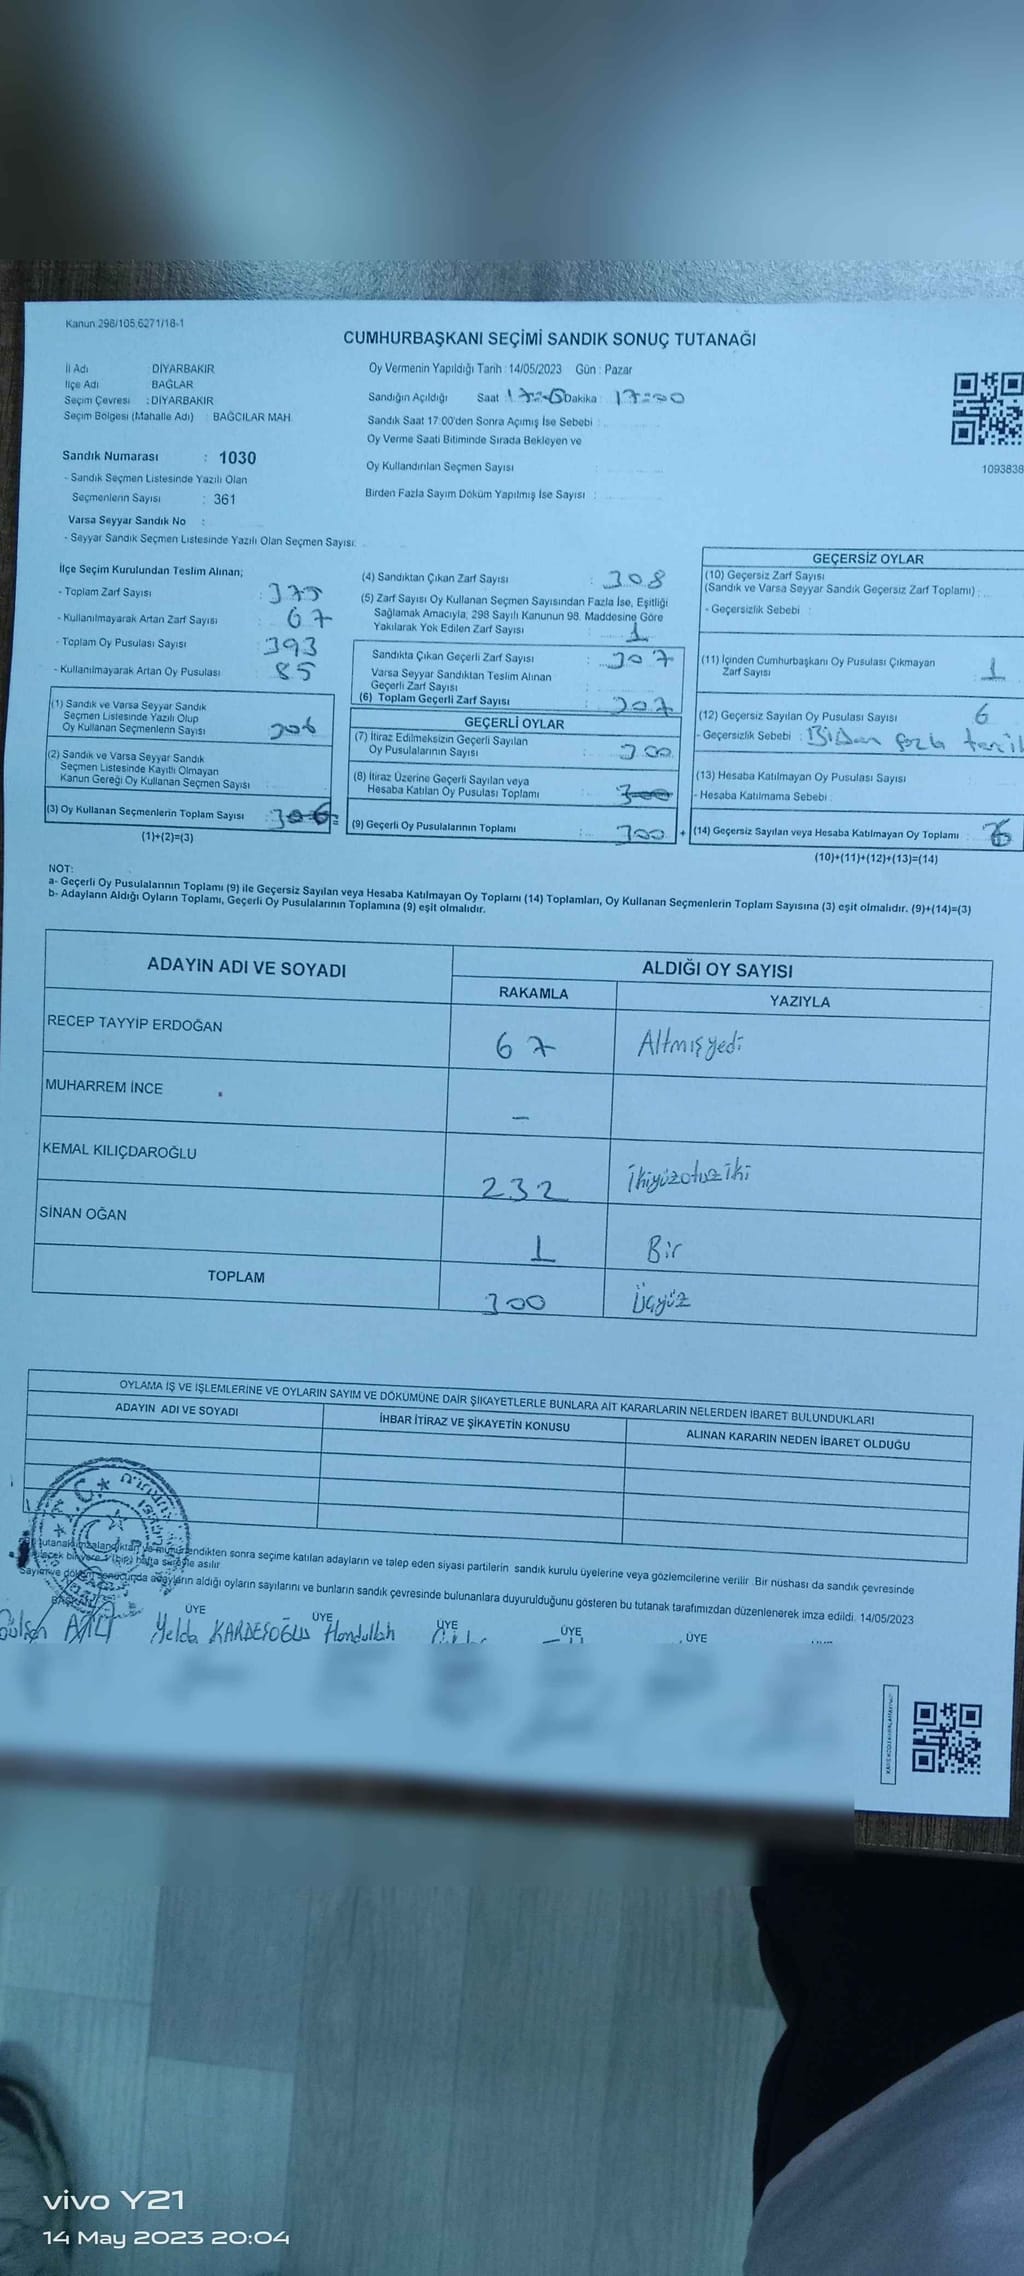 Kanun 298/105,6271/18-1
CUMHURBAŞKANI SEÇİMİ SANDIK SONUÇ TUTANAĞI
İl Adı DİYARBAKIR
İlçe Adı BAĞLAR
Seçim Çevresi : DİYARBAKIR
Seçim Bölgesi (Mahalle Adı) : BAĞCILAR MAH.
Oy Vermenin Yapıldığı Tarih : 14/05/2023 Gün : Pazar
Sandığın Açıldığı Saat Dakika : 17:00
Sandık Saat 17:00'den Sonra Açımış İse Sebebi :
Oy Verme Saati Bitiminde Sırada Bekleyen ve
Oy Kullandırılan Seçmen Sayısı :
Birden Fazla Sayım Döküm Yapılmış İse Sayısı :
1093838
Sandık Numarası : 1030
- Sandık Seçmen Listesinde Yazılı Olan
Seçmenlerin Sayısı : 361
Varsa Seyyar Sandık No :
- Seyyar Sandık Seçmen Listesinde Yazılı Olan Seçmen Sayısı:
İlçe Seçim Kurulundan Teslim Alınan;
- Toplam Zarf Sayısı : 375
- Kullanılmayarak Artan Zarf Sayısı : 67
- Toplam Oy Pusulası Sayısı : 393
- Kullanılmayarak Artan Oy Pusulası : 85
(1) Sandık ve Varsa Seyyar Sandık
Seçmen Listesinde Yazılı Olup
Oy Kullanan Seçmenlerin Sayısı : 306
(2) Sandık ve Varsa Seyyar Sandık
Seçmen Listesinde Kayıtlı Olmayan
Kanun Gereği Oy Kullanan Seçmen Sayısı :
(3) Oy Kullanan Seçmenlerin Toplam Sayısı : 306 =
(1)+(2)=(3)
(4) Sandıktan Çıkan Zarf Sayısı : 308
(5) Zarf Sayısı Oy Kullanan Seçmen Sayısından Fazla İse, Eşitliği
Sağlamak Amacıyla, 298 Sayılı Kanunun 98. Maddesine Göre
Yakılarak Yok Edilen Zarf Sayısı : 1
Sandıkta Çıkan Geçerli Zarf Sayısı : 307
Varsa Seyyar Sandıktan Teslim Alınan
Geçerli Zarf Sayısı :
(6) Toplam Geçerli Zarf Sayısı : 307
GEÇERLİ OYLAR
(7) İtiraz Edilmeksizin Geçerli Sayılan
Oy Pusulalarının Sayısı : 300
(8) İtiraz Üzerine Geçerli Sayılan veya
Hesaba Katılan Oy Pusulası Toplamı : 300
(9) Geçerli Oy Pusulalarının Toplamı : 300 +
GEÇERSİZ OYLAR
(10) Geçersiz Zarf Sayısı
(Sandık ve Varsa Seyyar Sandık Geçersiz Zarf Toplamı) :
- Geçersizlik Sebebi :
(11) İçinden Cumhurbaşkanı Oy Pusulası Çıkmayan
Zarf Sayısı : 1
(12) Geçersiz Sayılan Oy Pusulası Sayısı : 6
- Geçersizlik Sebebi : fazla
(13) Hesaba Katılmayan Oy Pusulası Sayısı
- Hesaba Katılmama Sebebi :
(14) Geçersiz Sayılan veya Hesaba Katılmayan Oy Toplamı :
(10)+(11)+(12)+(13)=(14)
NOT:
a- Geçerli Oy Pusulalarının Toplamı (9) ile Geçersiz Sayılan veya Hesaba Katılmayan Oy Toplamı (14) Toplamları, Oy Kullanan Seçmenlerin Toplam Sayısına (3) eşit olmalıdır. (9)+(14)=(3)
b- Adayların Aldığı Oyların Toplamı, Geçerli Oy Pusulalarının Toplamına (9) eşit olmalıdır.
ADAYIN ADI VE SOYADI
ALDIĞI OY SAYISI
RAKAMLA YAZIYLA
RECEP TAYYİP ERDOĞAN 67 Altmışyedi
MUHARREM İNCE -
KEMAL KILIÇDAROĞLU 232 İkiyüzotuziki
SİNAN OĞAN 1 Bir
TOPLAM 300 Üçyüz
OYLAMA İŞ VE İŞLEMLERİNE VE OYLARIN SAYIM VE DÖKÜMÜNE DAİR ŞİKAYETLERLE BUNLARA AİT KARARLARIN NELERDEN İBARET BULUNDUKLARI
ADAYIN ADI VE SOYADI İHBAR İTİRAZ VE ŞİKAYETİN KONUSU ALINAN KARARIN NEDEN İBARET OLDUĞU
T.C.
tutanak imzalandıktan ve mühürlendikten sonra seçime katılan adayların ve talep eden siyasi partilerin sandık kurulu üyelerine veya gözlemcilerine verilir. Bir nüshası da sandık çevresinde
bir yere 1 (bir) hafta süreyle asılır.
Sayım ve döküm sonucunda adayların aldığı oyların sayılarını ve bunların sandık çevresinde bulunanlara duyurulduğunu gösteren bu tutanak tarafımızdan düzenlenerek imza edildi. 14/05/2023
BAŞKAN ÜYE ÜYE ÜYE ÜYE ÜYE
Gülşen Yelda Hamdullah
vivo Y21
14 May 2023 20:04